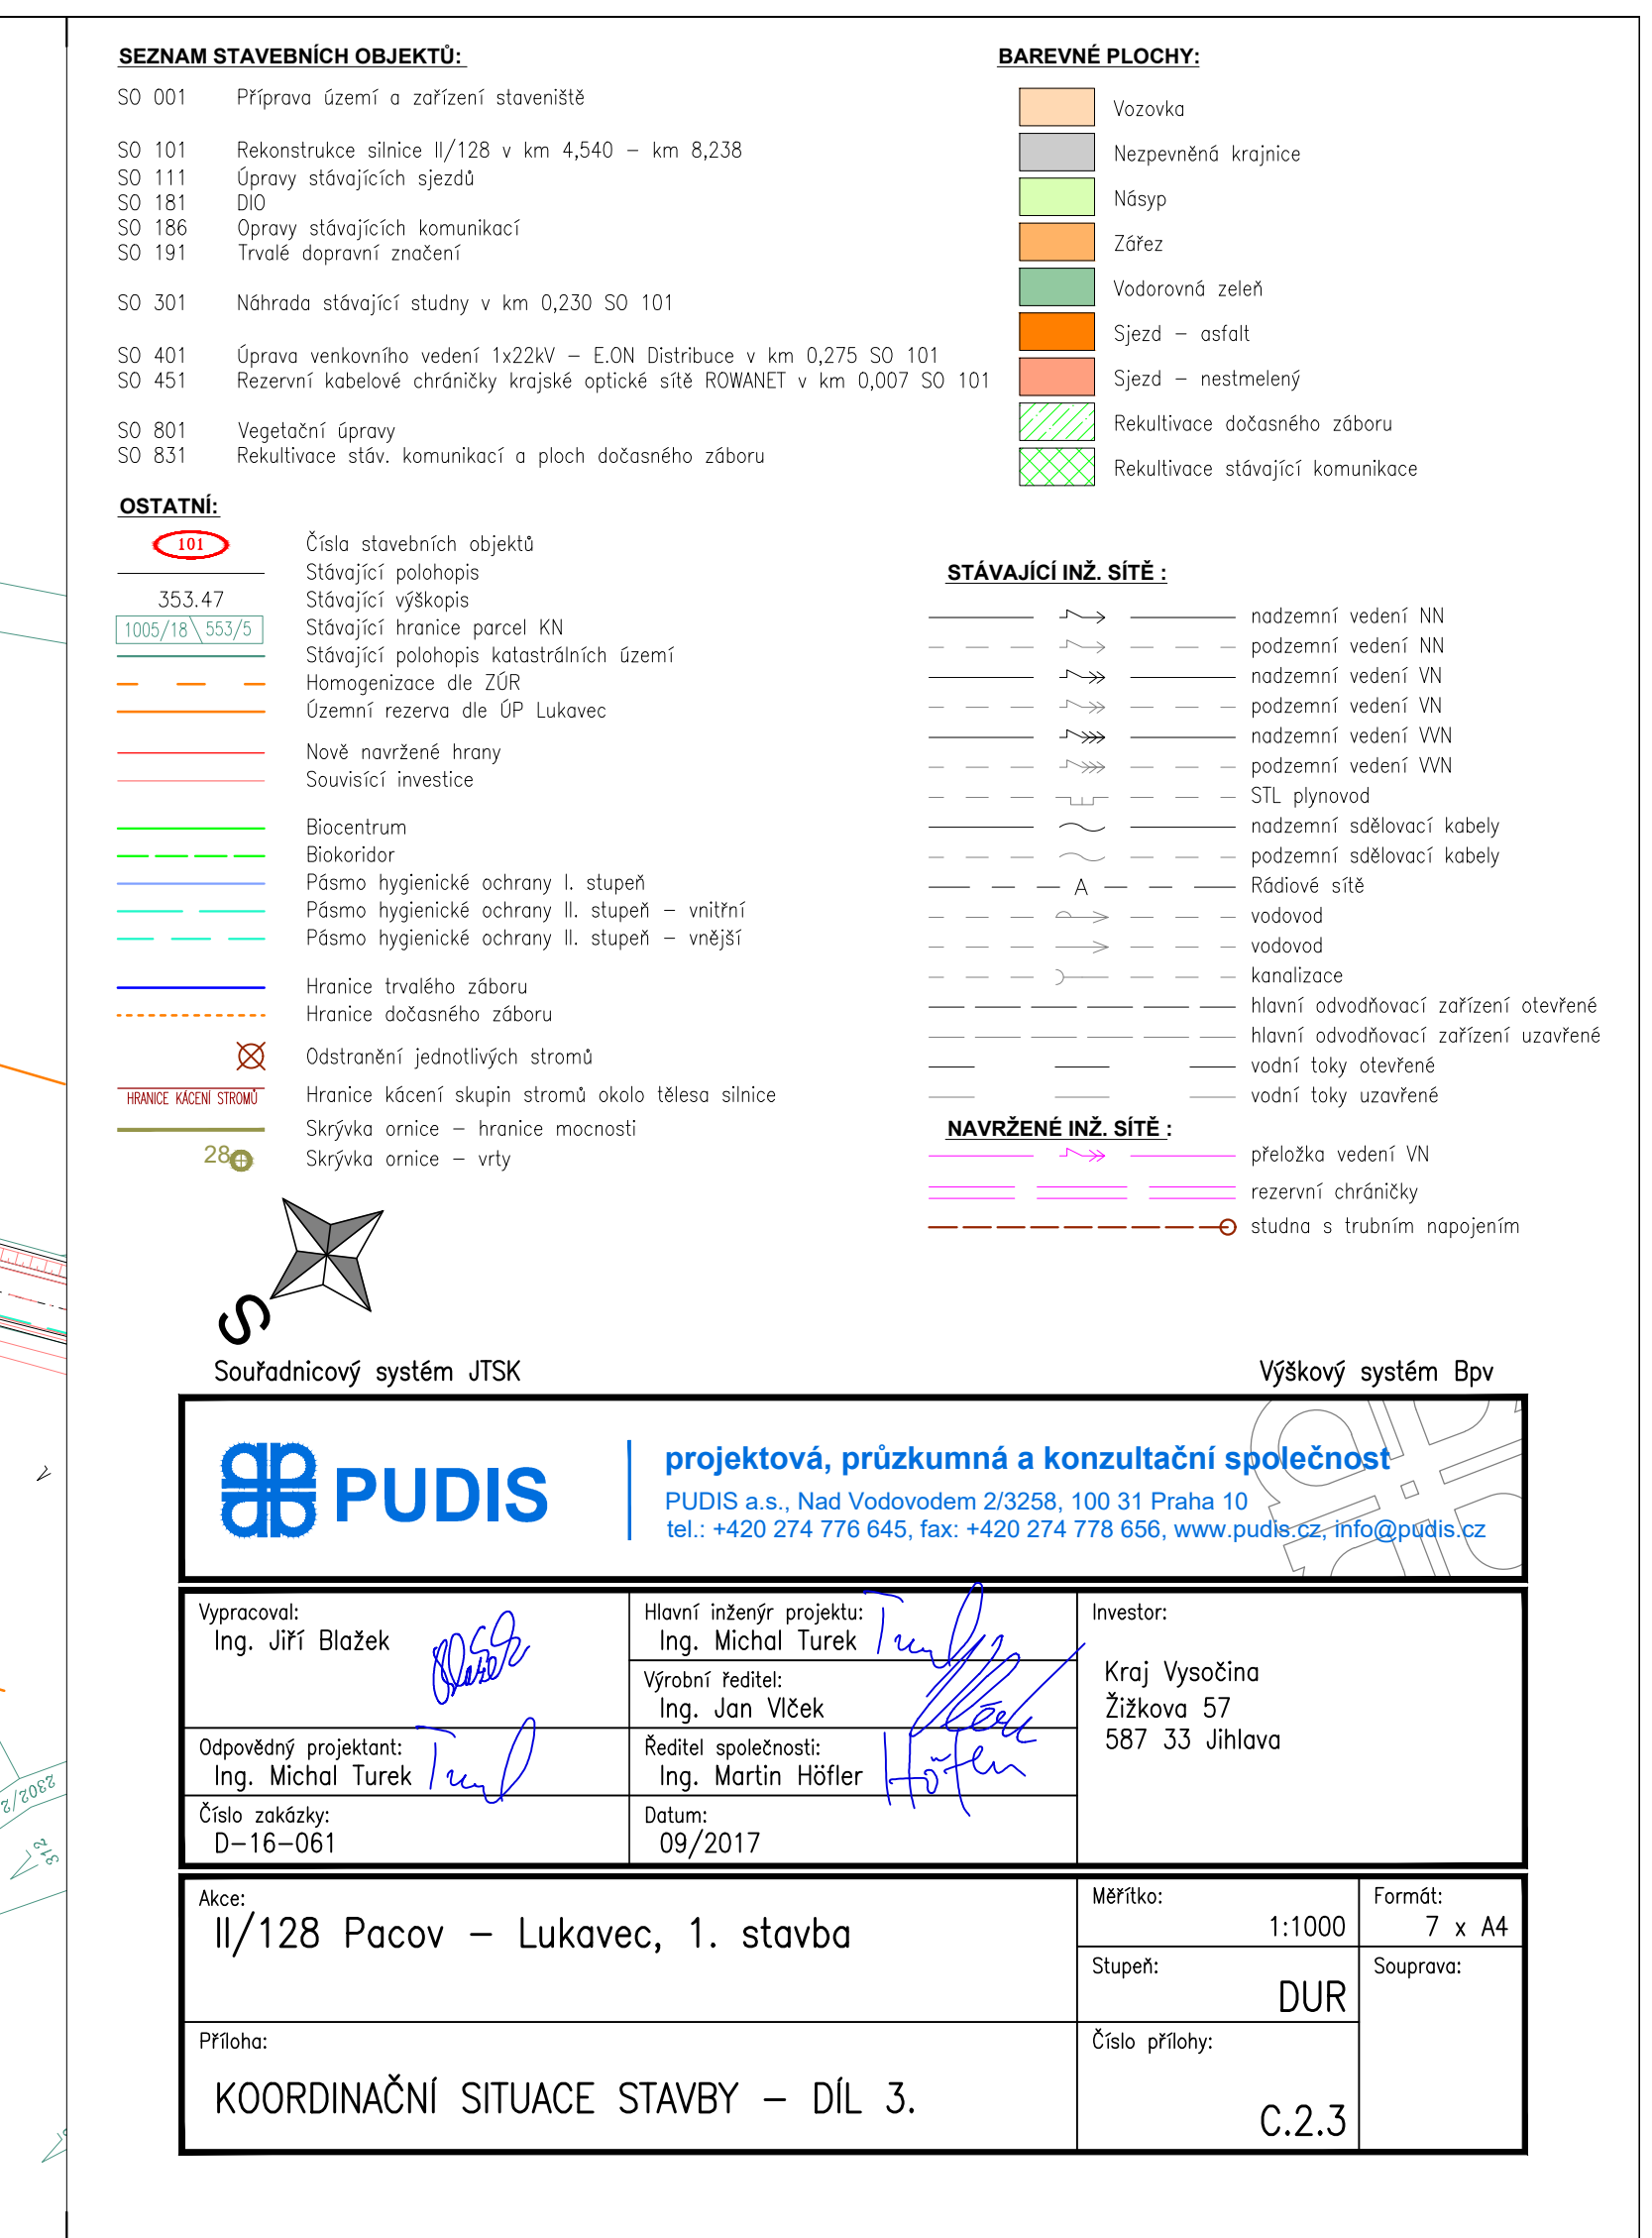 SEZNAM STAVEBNÍCH OBJEKTŮ:
SO 001 Příprava území a zařízení staveniště
SO 101 Rekonstrukce silnice II/128 v km 4,540 – km 8,238
SO 111 Úpravy stávajících sjezdů
SO 181 DIO
SO 186 Opravy stávajících komunikací
SO 191 Trvalé dopravní značení
SO 301 Náhrada stávající studny v km 0,230 SO 101
SO 401 Úprava venkovního vedení 1x22kV – E.ON Distribuce v km 0,275 SO 101
SO 451 Rezervní kabelové chráničky krajské optické sítě ROWANET v km 0,007 SO 101
SO 801 Vegetační úpravy
SO 831 Rekultivace stáv. komunikací a ploch dočasného záboru
BAREVNÉ PLOCHY:
Vozovka
Nezpevněná krajnice
Násyp
Zářez
Vodorovná zeleň
Sjezd – asfalt
Sjezd – nestmelený
Rekultivace dočasného záboru
Rekultivace stávající komunikace
OSTATNÍ:
101 Čísla stavebních objektů
Stávající polohopis
353.47 Stávající výškopis
1005/18 553/5 Stávající hranice parcel KN
Stávající polohopis katastrálních území
Homogenizace dle ZÚR
Územní rezerva dle ÚP Lukavec
Nově navržené hrany
Souvisící investice
Biocentrum
Biokoridor
Pásmo hygienické ochrany I. stupeň
Pásmo hygienické ochrany II. stupeň – vnitřní
Pásmo hygienické ochrany II. stupeň – vnější
Hranice trvalého záboru
Hranice dočasného záboru
Odstranění jednotlivých stromů
HRANICE KÁCENÍ STROMŮ Hranice kácení skupin stromů okolo tělesa silnice
Skrývka ornice – hranice mocnosti
28 Skrývka ornice – vrty
STÁVAJÍCÍ INŽ. SÍTĚ :
nadzemní vedení NN
podzemní vedení NN
nadzemní vedení VN
podzemní vedení VN
nadzemní vedení VVN
podzemní vedení VVN
STL plynovod
nadzemní sdělovací kabely
podzemní sdělovací kabely
A Rádiové sítě
vodovod
vodovod
kanalizace
hlavní odvodňovací zařízení otevřené
hlavní odvodňovací zařízení uzavřené
vodní toky otevřené
vodní toky uzavřené
NAVRŽENÉ INŽ. SÍTĚ :
přeložka vedení VN
rezervní chráničky
studna s trubním napojením
S
Souřadnicový systém JTSK
Výškový systém Bpv
PUDIS
projektová, průzkumná a konzultační společnost
PUDIS a.s., Nad Vodovodem 2/3258, 100 31 Praha 10
tel.: +420 274 776 645, fax: +420 274 778 656, www.pudis.cz, info@pudis.cz
Vypracoval:
Ing. Jiří Blažek
Hlavní inženýr projektu:
Ing. Michal Turek
Výrobní ředitel:
Ing. Jan Vlček
Odpovědný projektant:
Ing. Michal Turek
Ředitel společnosti:
Ing. Martin Höfler
Číslo zakázky:
D–16–061
Datum:
09/2017
Investor:
Kraj Vysočina
Žižkova 57
587 33 Jihlava
Akce:
II/128 Pacov – Lukavec, 1. stavba
Měřítko:
1:1000
Formát:
7 x A4
Stupeň:
DUR
Souprava:
Příloha:
KOORDINAČNÍ SITUACE STAVBY – DÍL 3.
Číslo přílohy:
C.2.3
2302/2
312